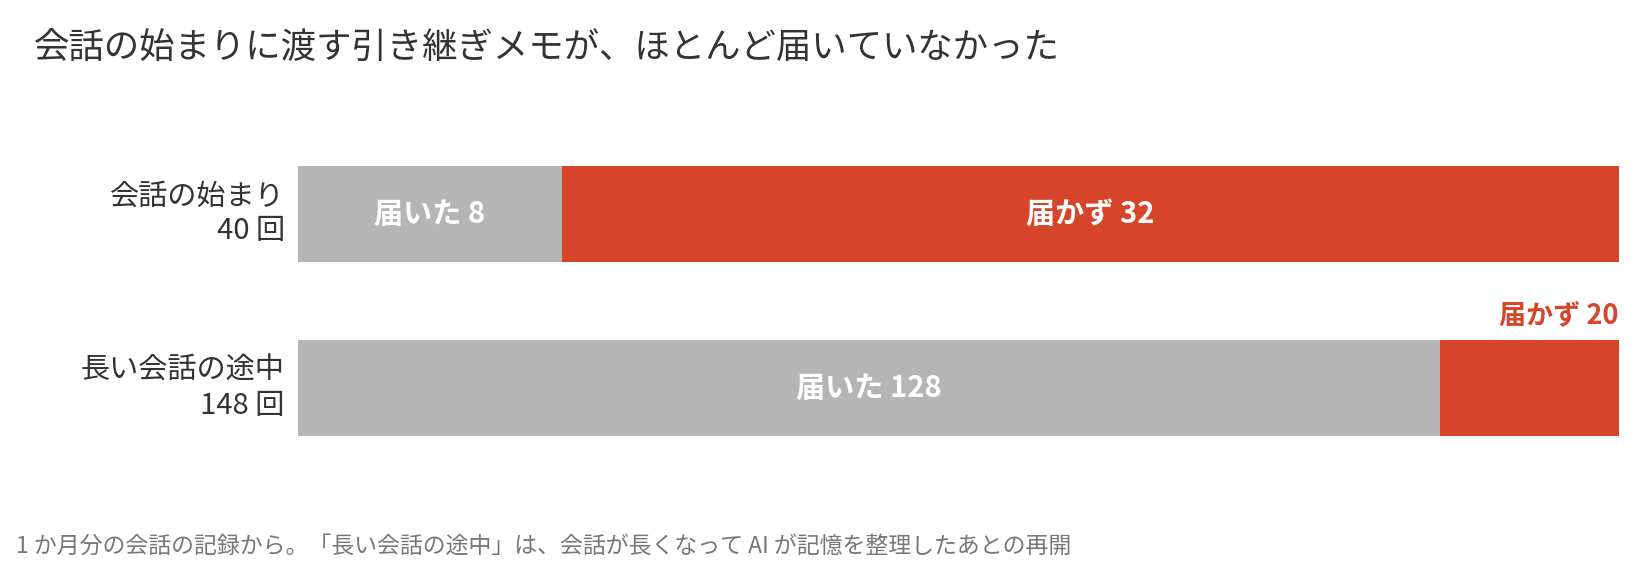 会話の始まりに渡す引き継ぎメモが、ほとんど届いていなかった
会話の始まり
40 回
届いた 8
届かず 32
届かず 20
長い会話の途中
148 回
届いた 128
1 か月分の会話の記録から。「長い会話の途中」は、会話が長くなって AI が記憶を整理したあとの再開